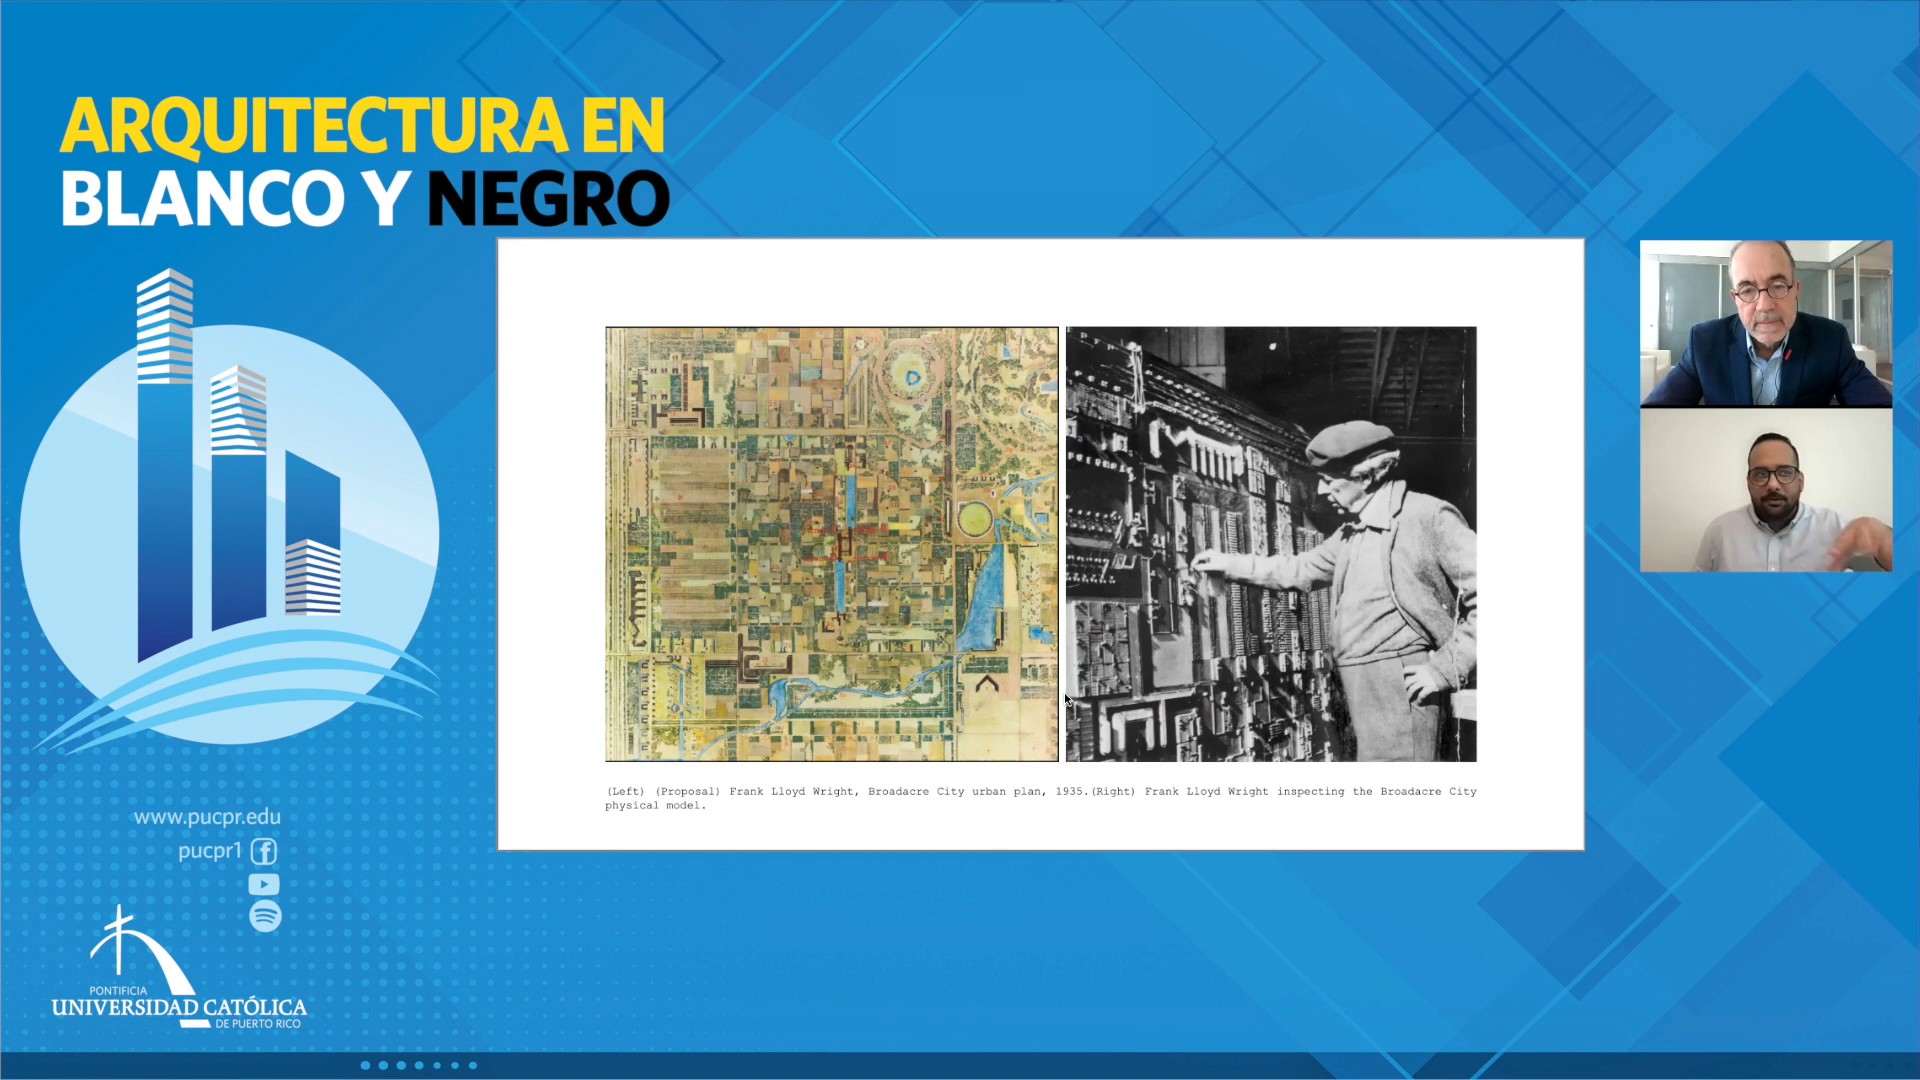 ARQUITECTURA EN
BLANCO Y NEGRO
(Left) (Proposal) Frank Lloyd Wright, Broadacre City urban plan, 1935.(Right) Frank Lloyd Wright inspecting the Broadacre City
physical model.
www.pucpr.edu
pucpr1
PONTIFICIA
UNIVERSIDAD CATÓLICA
DE PUERTO RICO